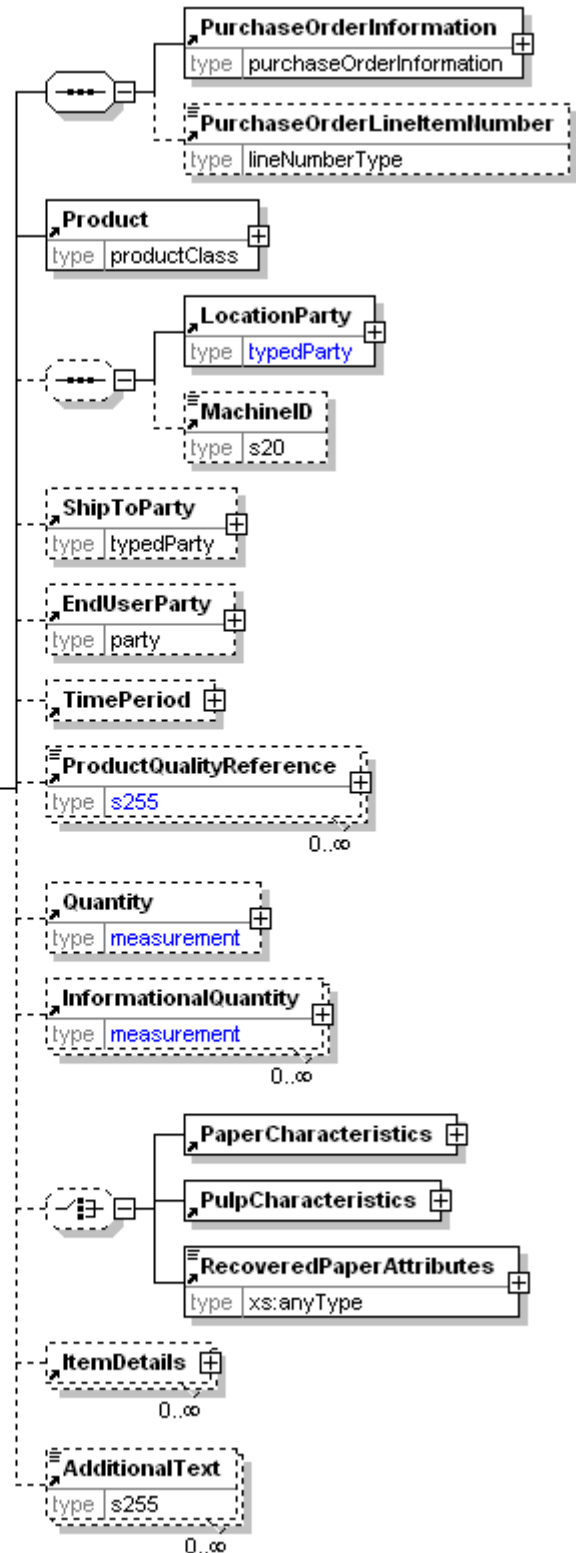 PurchaseOrderInformation
type purchaseOrderInformation
PurchaseOrderLineItemNumber
type lineNumberType
Product
type productClass
LocationParty
type typedParty
MachineID
type s20
ShipToParty
type typedParty
EndUserParty
type party
TimePeriod
ProductQualityReference
type s255
0..∞
Quantity
type measurement
InformationalQuantity
type measurement
0..∞
PaperCharacteristics
PulpCharacteristics
RecoveredPaperAttributes
type xs:anyType
ItemDetails
0..∞
AdditionalText
type s255
0..∞